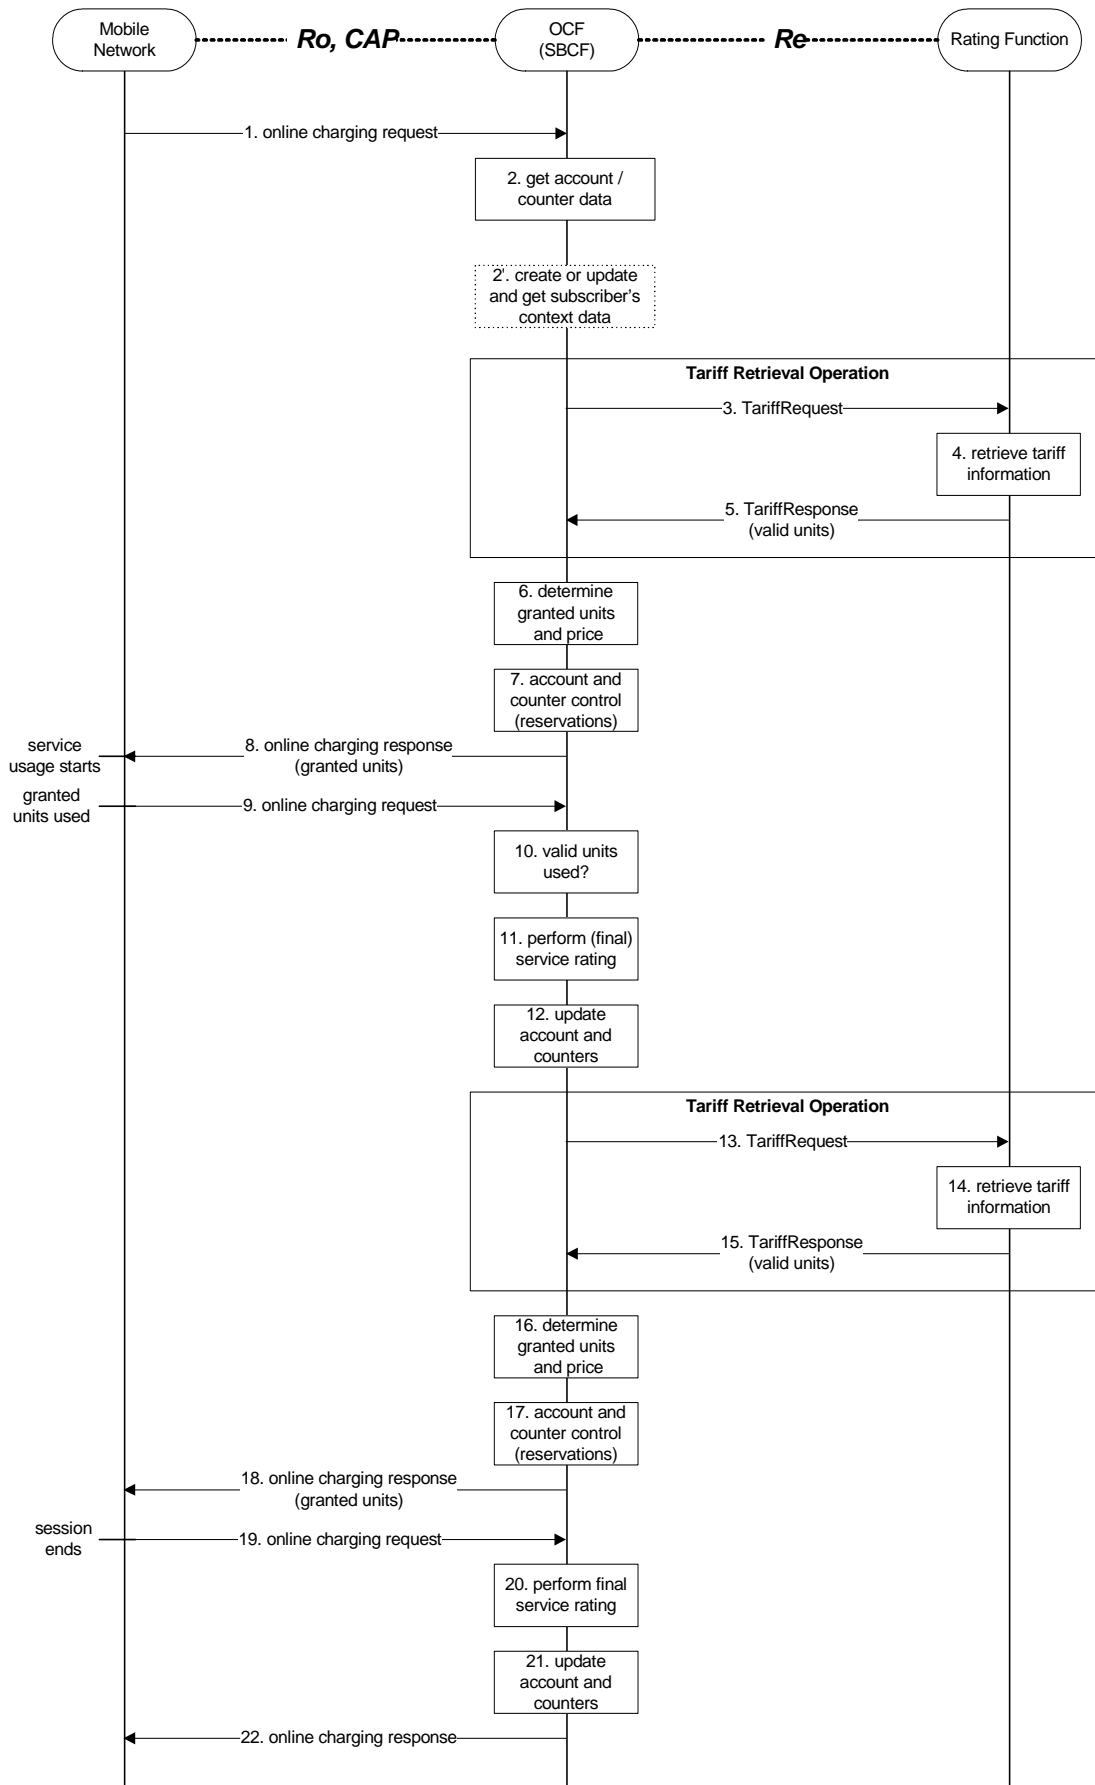 Mobile
Network
Ro, CAP
OCF
(SBCF)
Re
Rating Function
1. online charging request
2. get account /
counter data
2'. create or update
and get subscriber's
context data
Tariff Retrieval Operation
3. TariffRequest
4. retrieve tariff
information
5. TariffResponse
(valid units)
6. determine
granted units
and price
7. account and
counter control
(reservations)
service
usage starts
8. online charging response
(granted units)
granted
units used
9. online charging request
10. valid units
used?
11. perform (final)
service rating
12. update
account and
counters
Tariff Retrieval Operation
13. TariffRequest
14. retrieve tariff
information
15. TariffResponse
(valid units)
16. determine
granted units
and price
17. account and
counter control
(reservations)
18. online charging response
(granted units)
session
ends
19. online charging request
20. perform final
service rating
21. update
account and
counters
22. online charging response